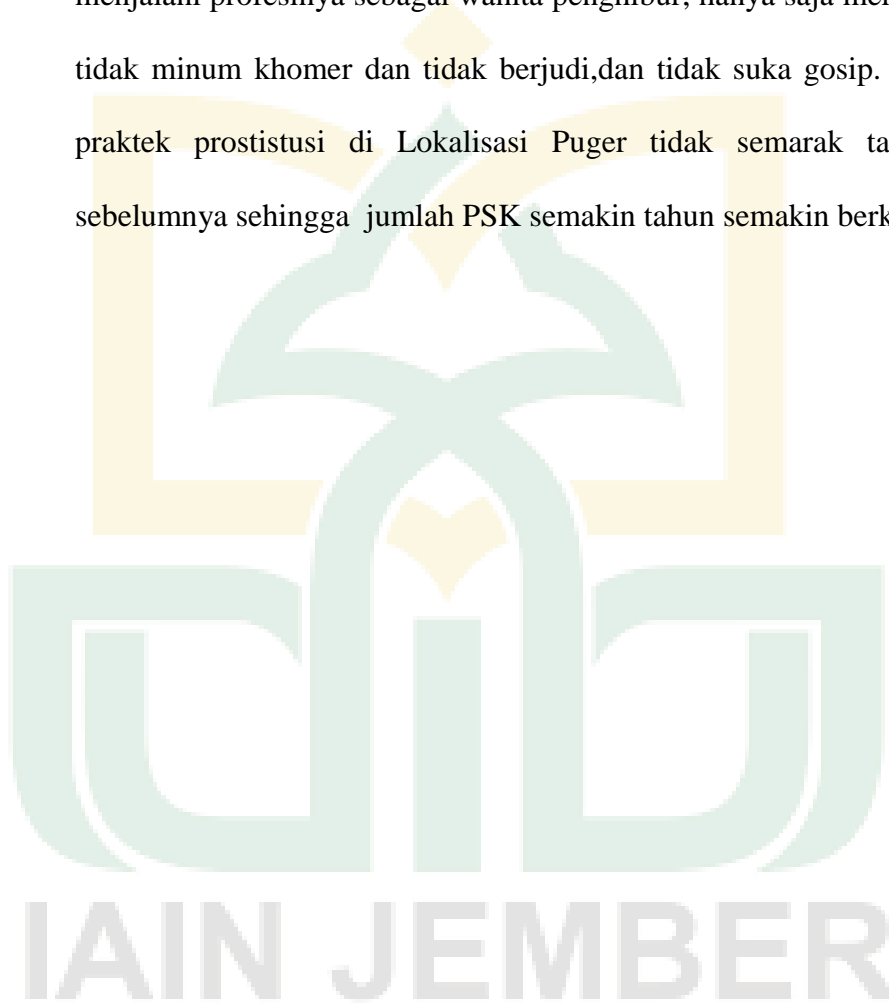 menjalani profesinya sebagai wanita penghibur, hanya saja
tidak minum khomer dan tidak berjudi,dan tidak suka gosip.
praktek prostistusi di Lokalisasi Puger tidak semarak
sebelumnya sehingga jumlah PSK semakin tahun semakin
IAIN JEMBER